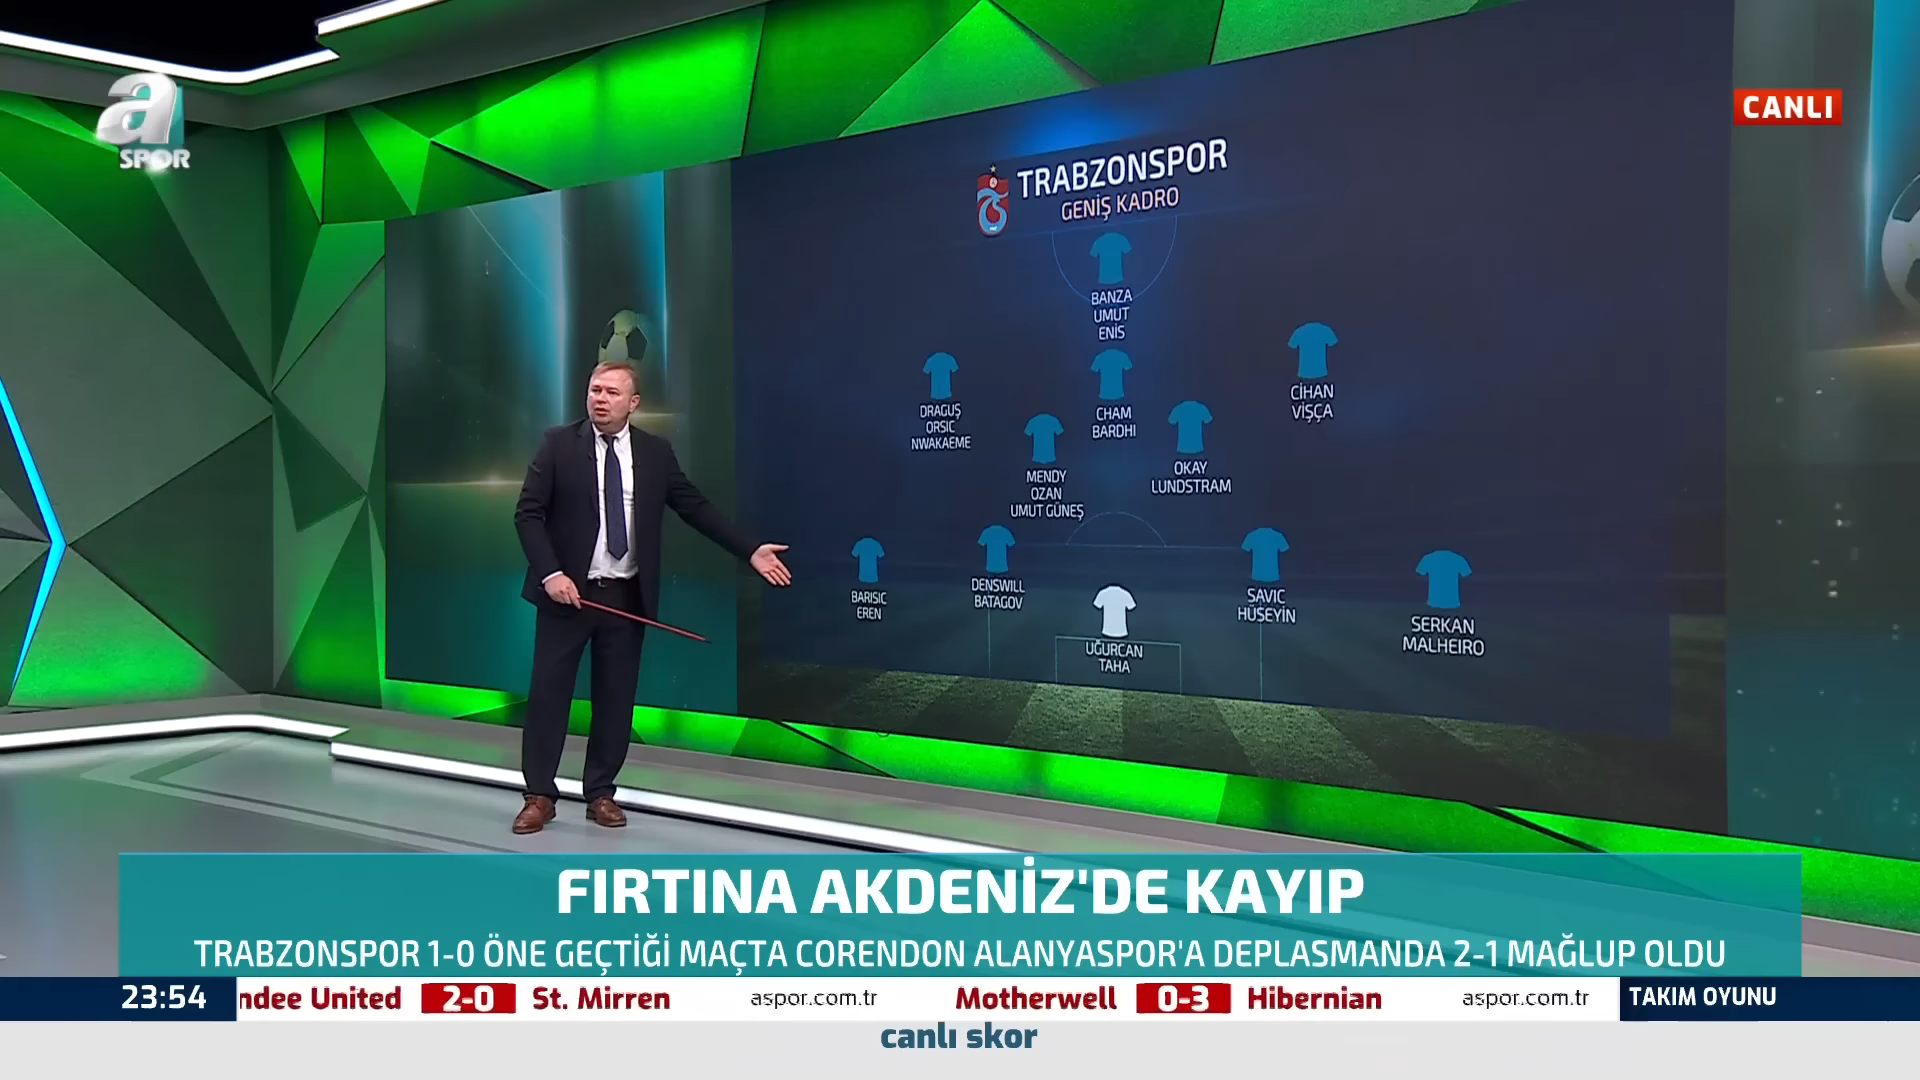 a
SPOR
CANLI
TRABZONSPOR
GENİŞ KADRO
BANZA
UMUT
ENİS
DRAGUŞ
ORSIC
NWAKAEME
CHAM
BARDHI
CİHAN
VİŞÇA
MENDY
OZAN
UMUT GÜNEŞ
OKAY
LUNDSTRAM
BARISIC
EREN
DENSWILL
BATAGOV
UĞURCAN
TAHA
SAVIC
HÜSEYİN
SERKAN
MALHEIRO
FIRTINA AKDENİZ'DE KAYIP
TRABZONSPOR 1-0 ÖNE GEÇTİĞİ MAÇTA CORENDON ALANYASPOR'A DEPLASMANDA 2-1 MAĞLUP OLDU
23:54 ndee United 2-0 St. Mirren aspor.com.tr Motherwell 0-3 Hibernian aspor.com.tr TAKIM OYUNU
canlı skor